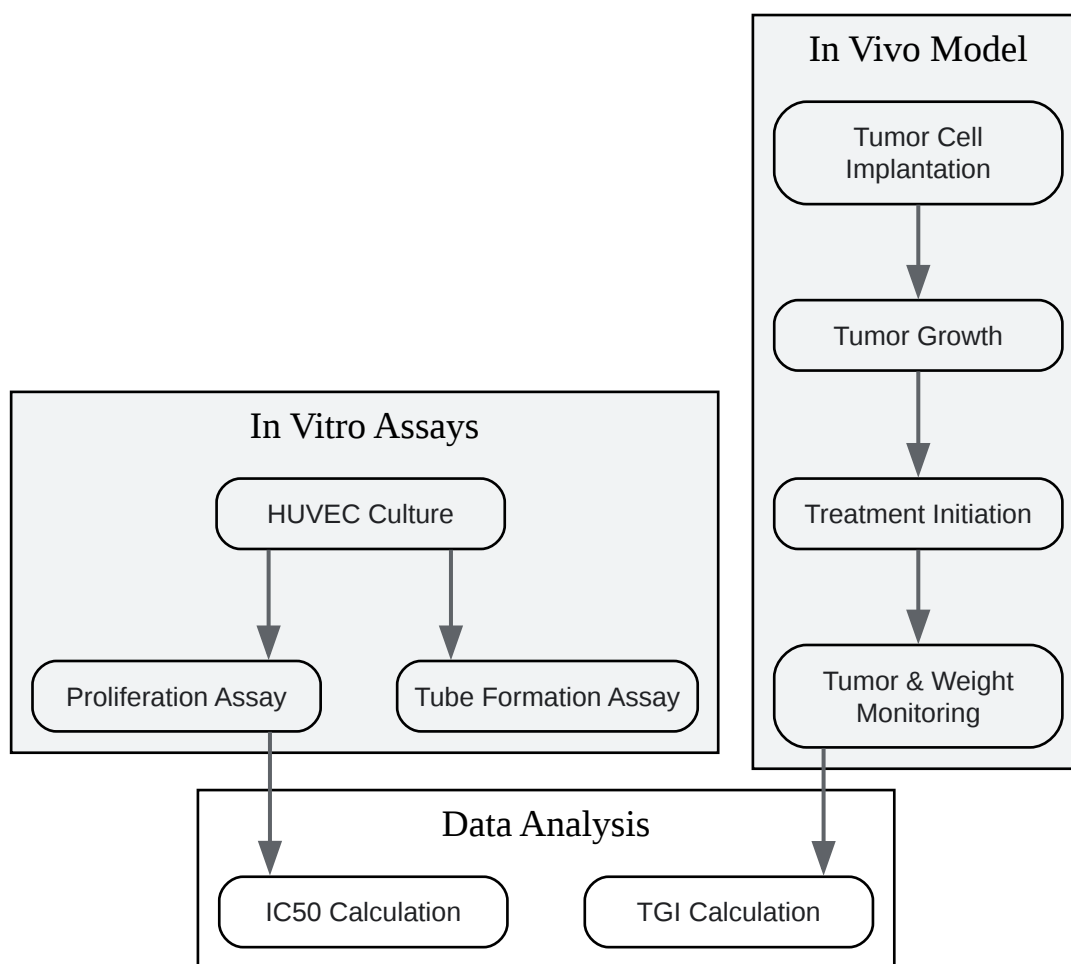 In Vivo Model
Tumor Cell
Implantation
Tumor Growth
Treatment Initiation
Tumor & Weight
Monitoring
In Vitro Assays
HUVEC Culture
Proliferation Assay
Tube Formation Assay
Data Analysis
IC50 Calculation
TGI Calculation